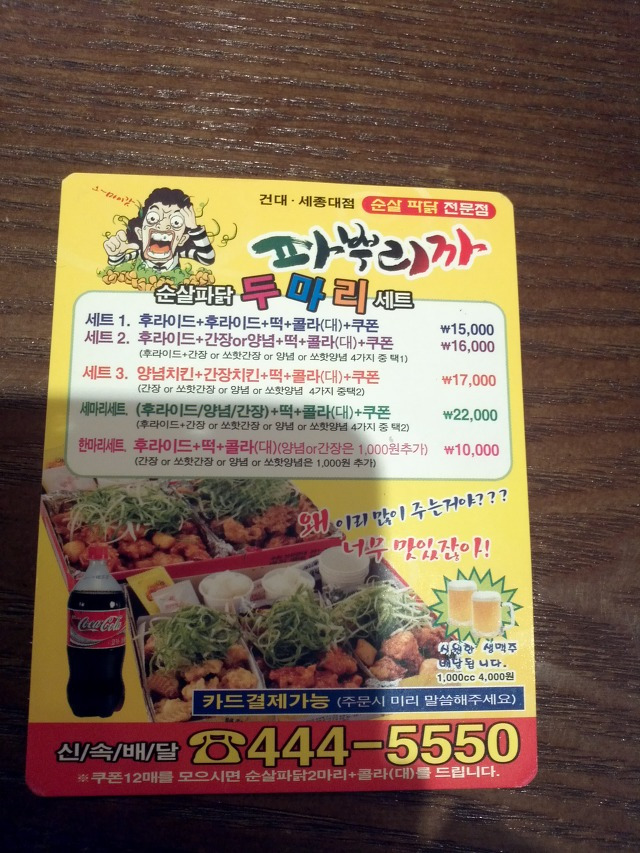 오~마이갓
건대·세종대점 순살 파닭 전문점
파뿌리까
순살파닭 두마리 세트
세트 1. 후라이드+후라이드+떡+콜라(대)+쿠폰 ₩15,000
세트 2. 후라이드+간장or양념+떡+콜라(대)+쿠폰 ₩16,000
(후라이드+간장 or 쏘핫간장 or 양념 or 쏘핫양념 4가지 중 택1)
세트 3. 양념치킨+간장치킨+떡+콜라(대)+쿠폰 ₩17,000
(간장 or 쏘핫간장 or 양념 or 쏘핫양념 4가지 중택2)
세마리세트. (후라이드/양념/간장)+떡+콜라(대)+쿠폰 ₩22,000
(후라이드+간장 or 쏘핫간장 or 양념 or 쏘핫양념 4가지 중 택2)
한마리세트. 후라이드+떡+콜라(대)(양념or간장은 1,000원추가) ₩10,000
(간장 or 쏘핫간장 or 양념 or 쏘핫양념은 1,000원 추가)
왜 이리 많이 주는거야???
너무 맛있잖아!
Coca-Cola
시원한 생맥주
배달됩니다.
1,000cc 4,000원
카드결제가능 (주문시 미리 말씀해주세요)
신/속/배/달 ☎444-5550
※쿠폰12매를 모으시면 순살파닭2마리+콜라(대)를 드립니다.